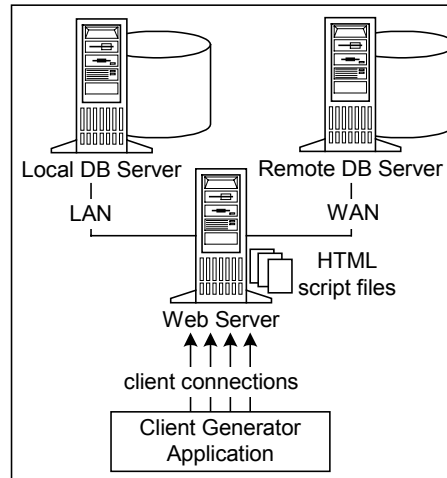 Local DB Server
Remote DB Server
LAN
WAN
HTML
script files
Web Server
client connections
Client Generator
Application